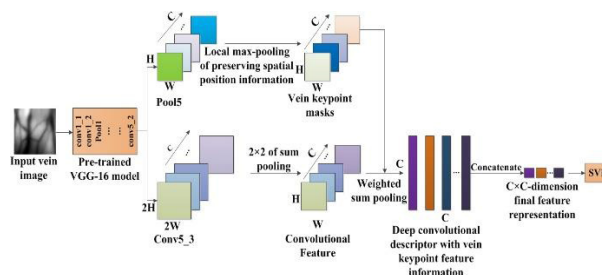 C
H
W
Pool5
Local max-pooling
of preserving spatial
position information
C
H
W
Vein keypoint
masks
Input vein
image
conv1_1
conv1_2
Pool1
...
...
conv5_2
Pre-trained
VGG-16 model
C
2H
2W
Conv5_3
2×2 of sum
pooling
C
H
W
Convolutional
Feature
Weighted
sum pooling
C
...
C
Deep convolutional
descriptor with vein
keypoint feature
information
Concatenate
...
C×C-dimension
final feature
representation